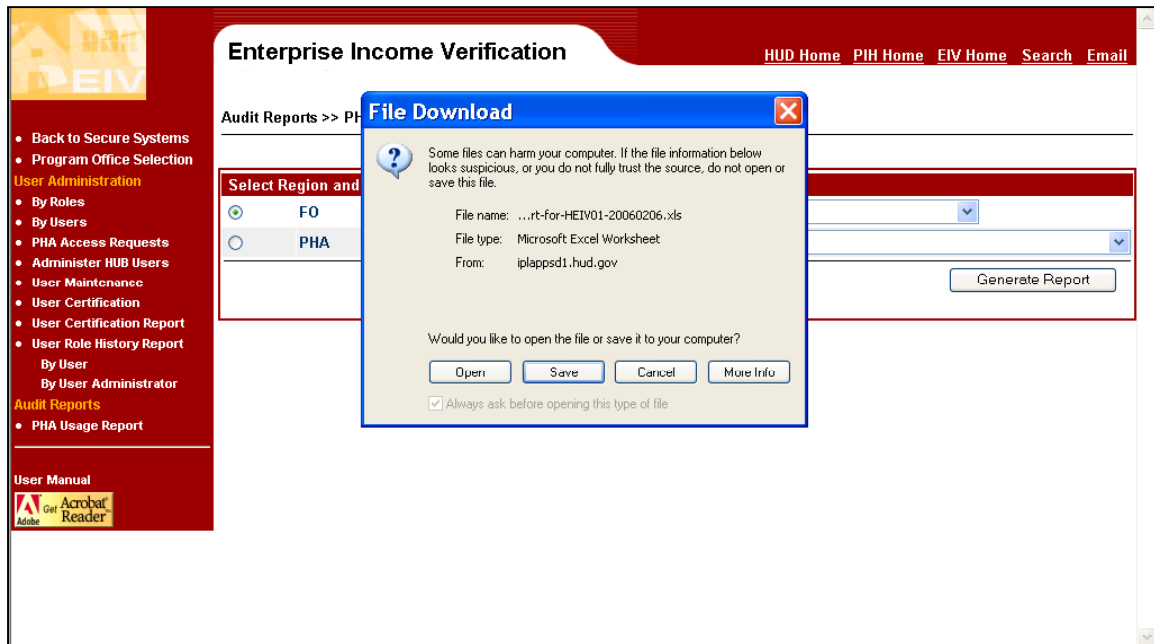 EIV
Enterprise Income Verification
HUD Home PIH Home EIV Home Search Email
Audit Reports >> PH
• Back to Secure Systems
• Program Office Selection
User Administration
• By Roles
• By Users
• PHA Access Requests
• Administer HUB Users
• User Maintenance
• User Certification
• User Certification Report
• User Role History Report
By User
By User Administrator
Audit Reports
• PHA Usage Report
User Manual
Adobe Get Acrobat
Reader
Select Region and
FO
PHA
Generate Report
File Download
Some files can harm your computer. If the file information below
looks suspicious, or you do not fully trust the source, do not open or
save this file.
File name: ...rt-for-HEIV01-20060206.xls
File type: Microsoft Excel Worksheet
From: iplappsd1.hud.gov
Would you like to open the file or save it to your computer?
Open Save Cancel More Info
Always ask before opening this type of file